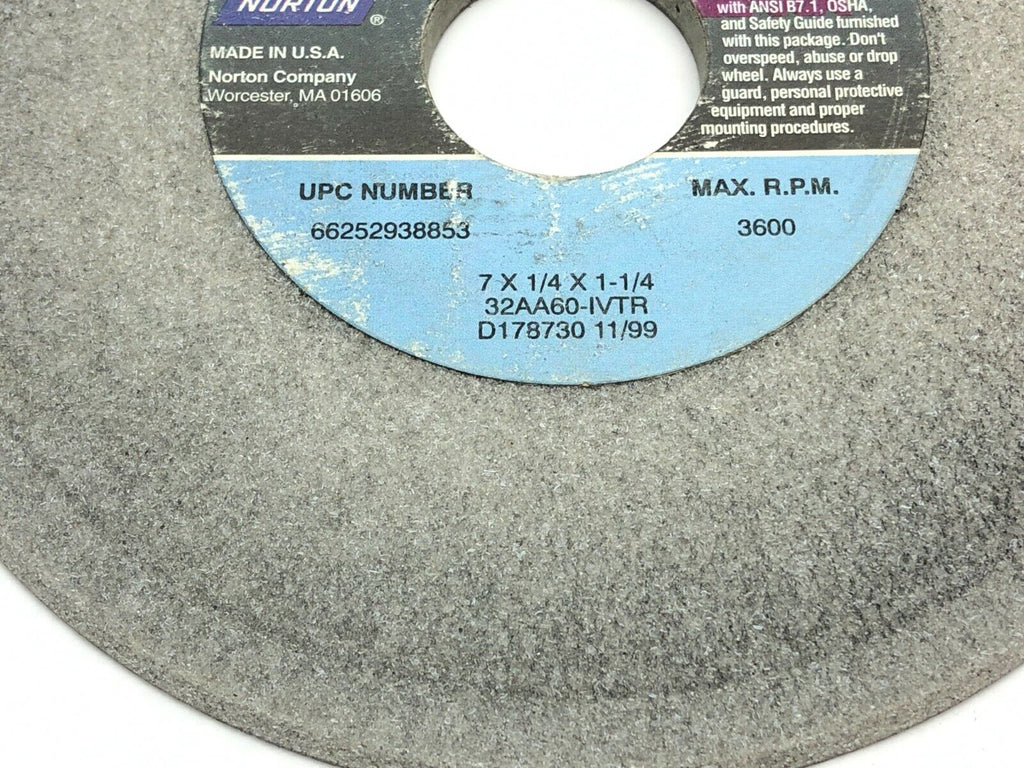 NORTON
®
MADE IN U.S.A.
Norton Company
Worcester, MA 01606
with ANSI B7.1, OSHA,
and Safety Guide furnished
with this package. Don't
overspeed, abuse or drop
wheel. Always use a
guard, personal protective
equipment and proper
mounting procedures.
UPC NUMBER
66252938853
MAX. R.P.M.
3600
7 X 1/4 X 1-1/4
32AA60-IVTR
D178730 11/99